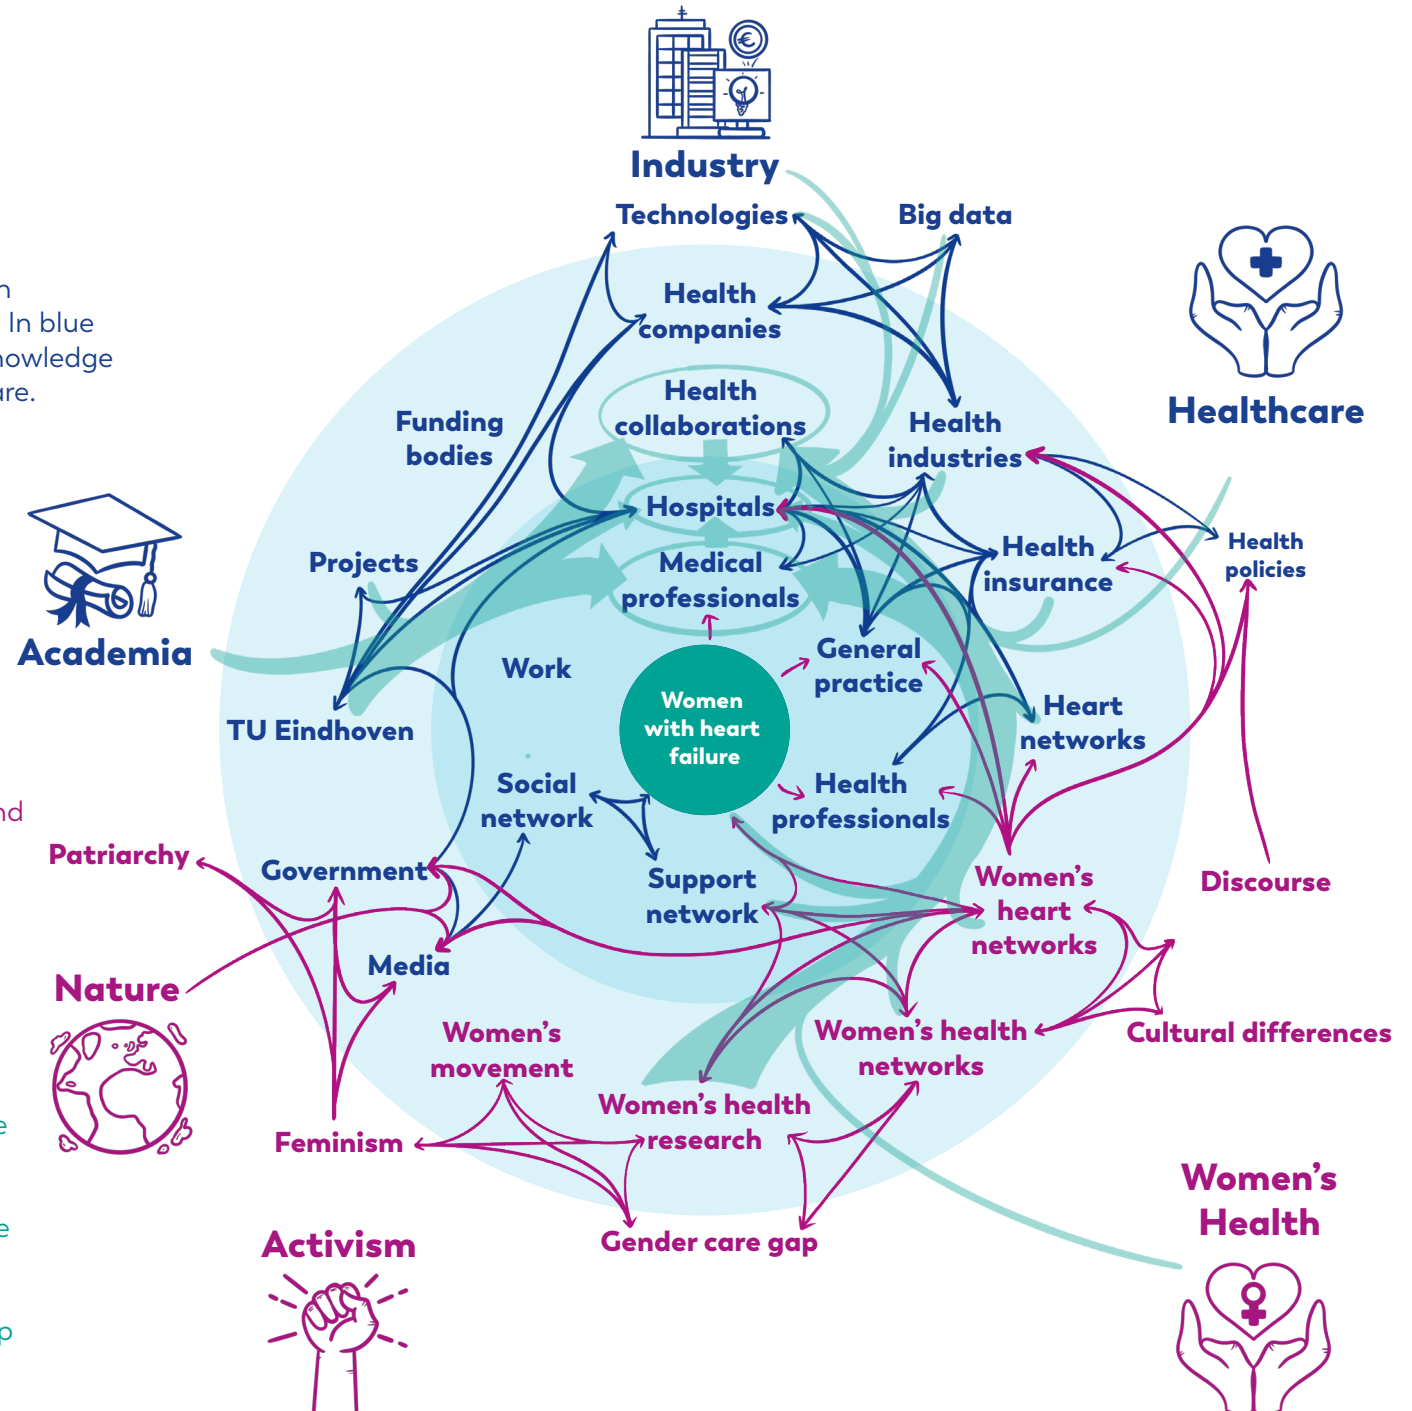 Industry
Technologies
Big data
Health
companies
In blue
are.
Health
collaborations
Healthcare
Funding
bodies
Health
industries
Hospitals
Projects
Medical
professionals
Health
insurance
Health
policies
Academia
Work
General
practice
Women
with heart
failure
TU Eindhoven
Heart
networks
Social
network
Health
professionals
Patriarchy
Government
Support
network
Women's
heart
networks
Discourse
Media
Nature
Women's
movement
Women's health
networks
Cultural differences
Women's health
research
Feminism
Women's
Health
Activism
Gender care gap